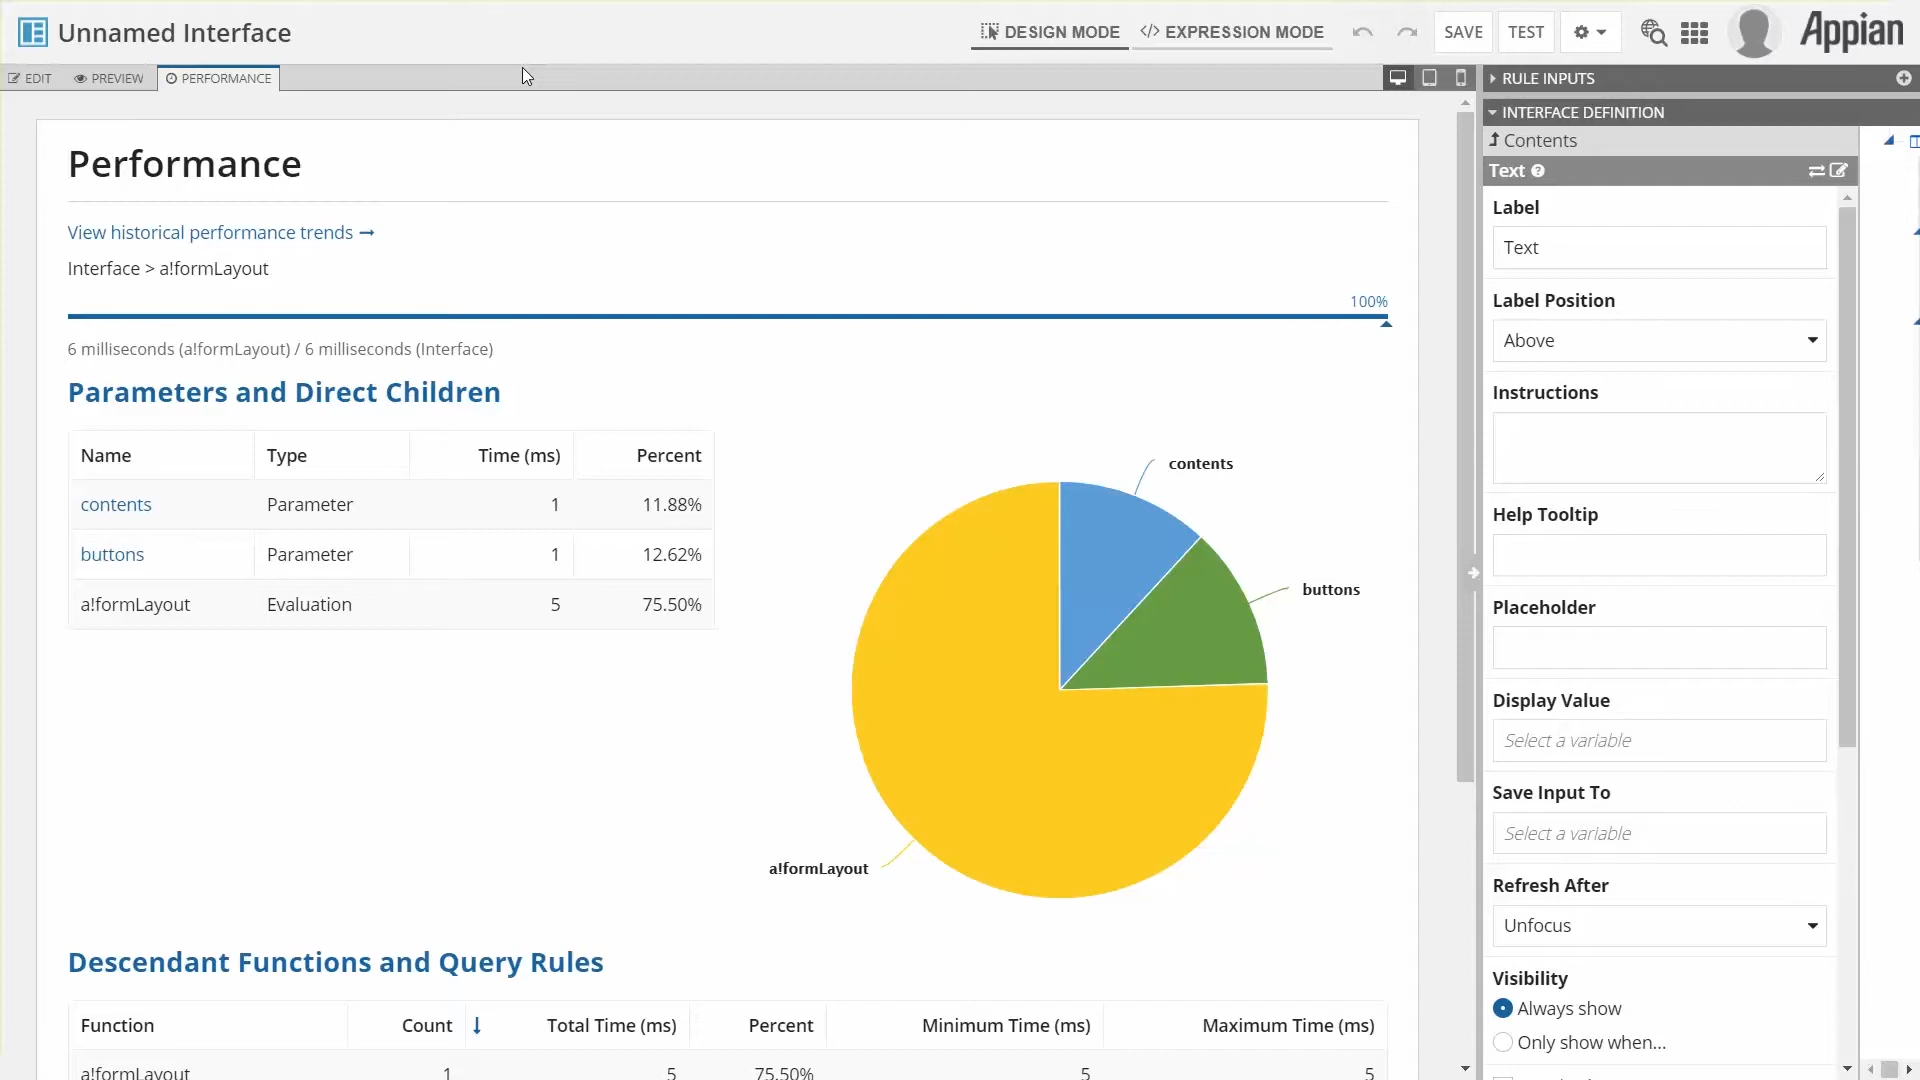 Unnamed Interface
DESIGN MODE
</> EXPRESSION MODE
SAVE
TEST
Appian
EDIT
PREVIEW
PERFORMANCE
RULE INPUTS
INTERFACE DEFINITION
Contents
Text
Performance
View historical performance trends →
Interface > a!formLayout
100%
6 milliseconds (a!formLayout) / 6 milliseconds (Interface)
Parameters and Direct Children
Name Type Time (ms) Percent
contents Parameter 1 11.88%
buttons Parameter 1 12.62%
a!formLayout Evaluation 5 75.50%
contents
buttons
a!formLayout
Descendant Functions and Query Rules
Function Count Total Time (ms) Percent Minimum Time (ms) Maximum Time (ms)
a!formLayout 1 5 75.50% 5 5
Label
Text
Label Position
Above
Instructions
Help Tooltip
Placeholder
Display Value
Select a variable
Save Input To
Select a variable
Refresh After
Unfocus
Visibility
Always show
Only show when...